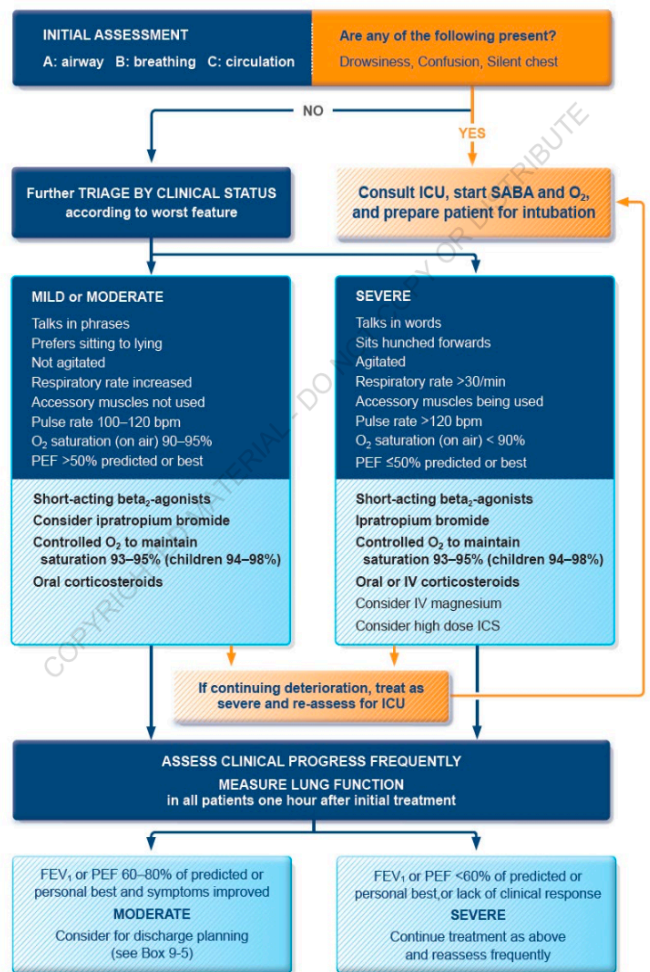 INITIAL ASSESSMENT
A: airway B: breathing C: circulation
Are any of the following present?
Drowsiness, Confusion, Silent chest
NO
YES
Further TRIAGE BY CLINICAL STATUS
according to worst feature
Consult ICU, start SABA and O₂,
and prepare patient for intubation
MILD or MODERATE
Talks in phrases
Prefers sitting to lying
Not agitated
Respiratory rate increased
Accessory muscles not used
Pulse rate 100–120 bpm
O₂ saturation (on air) 90–95%
PEF >50% predicted or best
Short-acting beta₂-agonists
Consider ipratropium bromide
Controlled O₂ to maintain
saturation 93–95% (children 94–98%)
Oral corticosteroids
SEVERE
Talks in words
Sits hunched forwards
Agitated
Respiratory rate >30/min
Accessory muscles being used
Pulse rate >120 bpm
O₂ saturation (on air) < 90%
PEF ≤50% predicted or best
Short-acting beta₂-agonists
Ipratropium bromide
Controlled O₂ to maintain
saturation 93–95% (children 94–98%)
Oral or IV corticosteroids
Consider IV magnesium
Consider high dose ICS
If continuing deterioration, treat as
severe and re-assess for ICU
ASSESS CLINICAL PROGRESS FREQUENTLY
MEASURE LUNG FUNCTION
in all patients one hour after initial treatment
FEV₁ or PEF 60–80% of predicted or
personal best and symptoms improved
MODERATE
Consider for discharge planning
(see Box 9-5)
FEV₁ or PEF <60% of predicted or
personal best,or lack of clinical response
SEVERE
Continue treatment as above
and reassess frequently
COPYRIGHTED MATERIAL - DO NOT COPY OR DISTRIBUTE